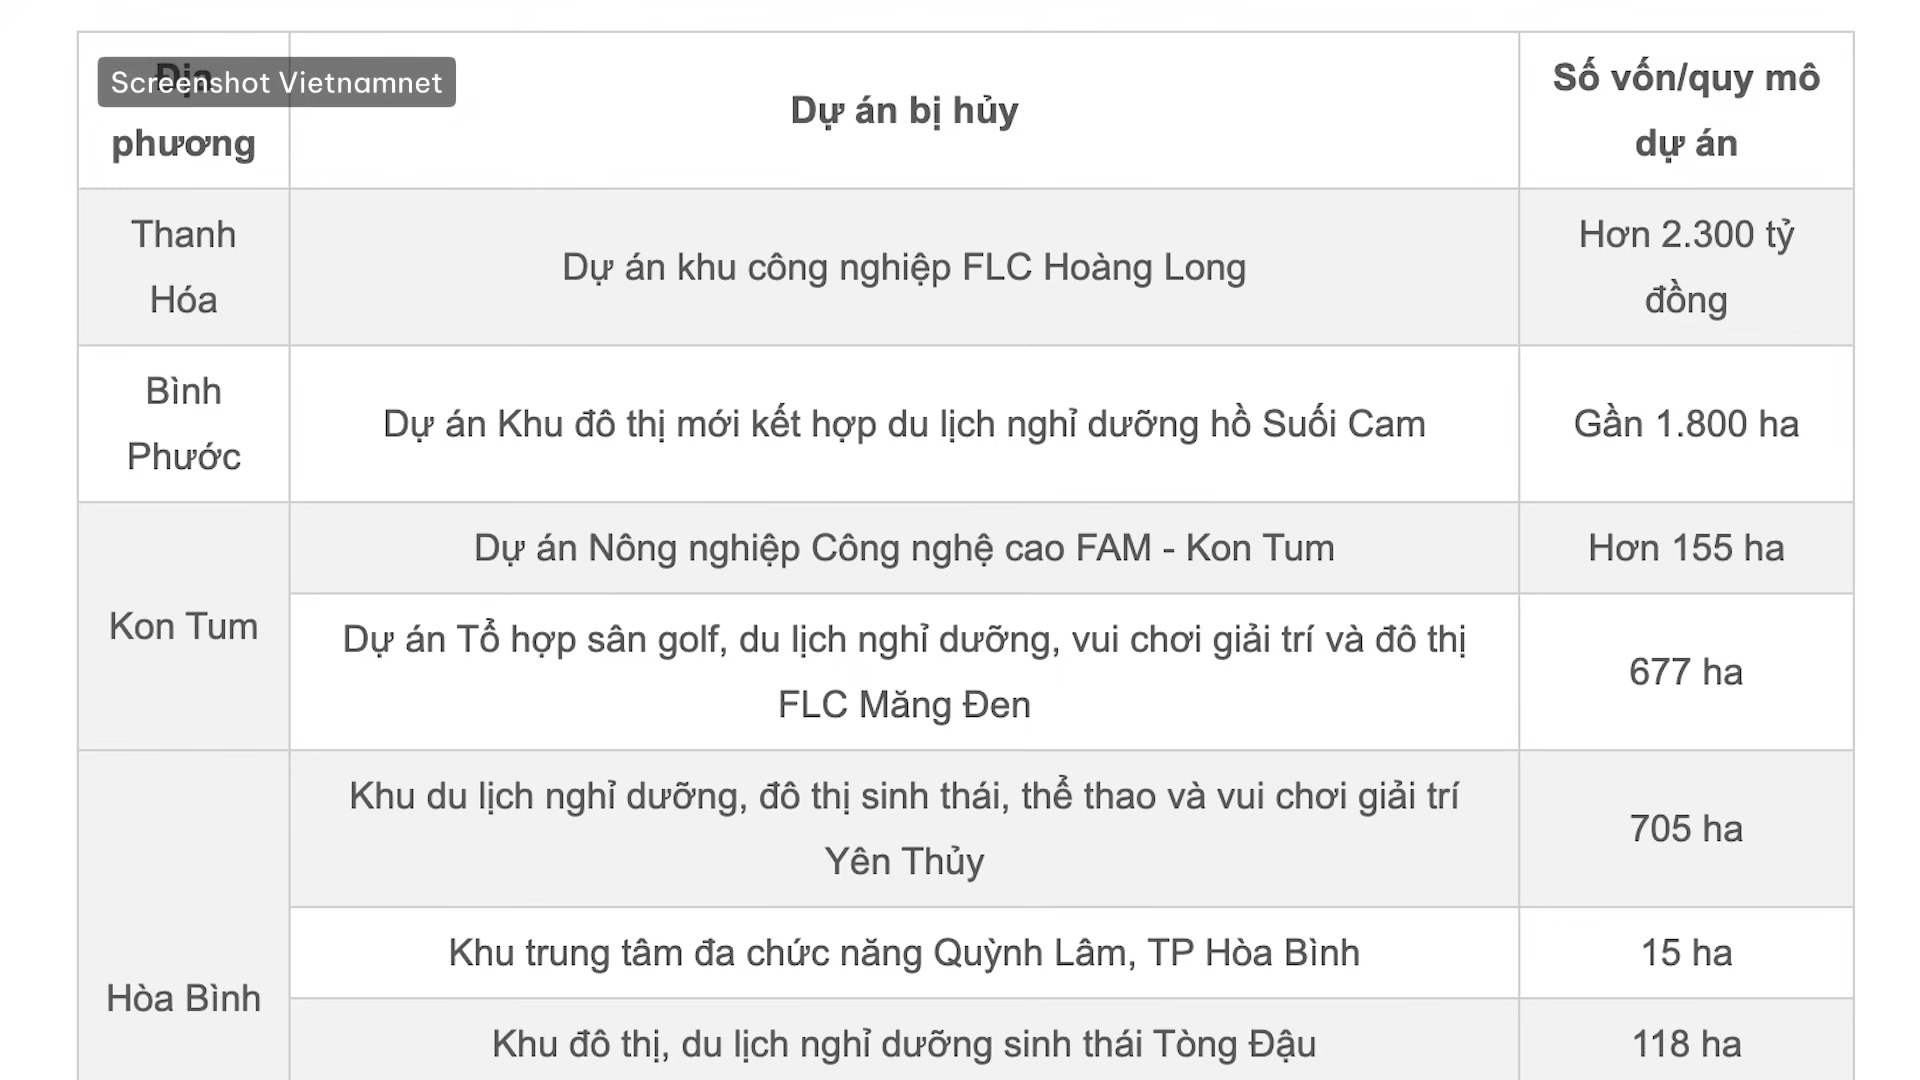 Screenshot Vietnamnet
Địa
phương
Dự án bị hủy
Số vốn/quy mô
dự án
Thanh
Hóa
Dự án khu công nghiệp FLC Hoàng Long
Hơn 2.300 tỷ
đồng
Bình
Phước
Dự án Khu đô thị mới kết hợp du lịch nghỉ dưỡng hồ Suối Cam
Gần 1.800 ha
Kon Tum
Dự án Nông nghiệp Công nghệ cao FAM - Kon Tum
Hơn 155 ha
Dự án Tổ hợp sân golf, du lịch nghỉ dưỡng, vui chơi giải trí và đô thị
FLC Măng Đen
677 ha
Hòa Bình
Khu du lịch nghỉ dưỡng, đô thị sinh thái, thể thao và vui chơi giải trí
Yên Thủy
705 ha
Khu trung tâm đa chức năng Quỳnh Lâm, TP Hòa Bình
15 ha
Khu đô thị, du lịch nghỉ dưỡng sinh thái Tòng Đậu
118 ha